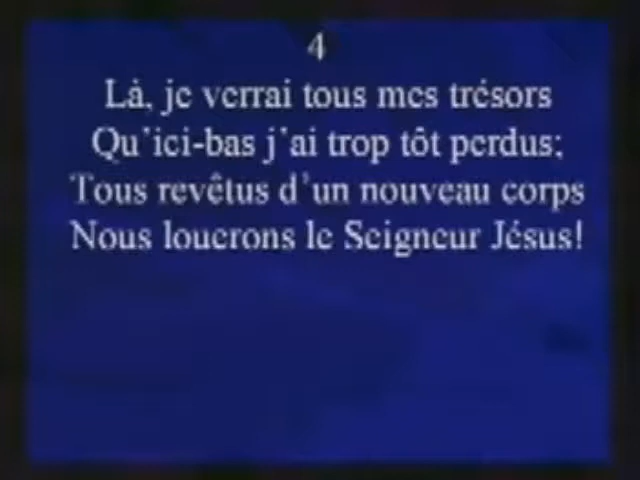 4
Là, je verrai tous mes trésors
Qu'ici-bas j'ai trop tôt perdus;
Tous revêtus d'un nouveau corps
Nous louerons le Seigneur Jésus!